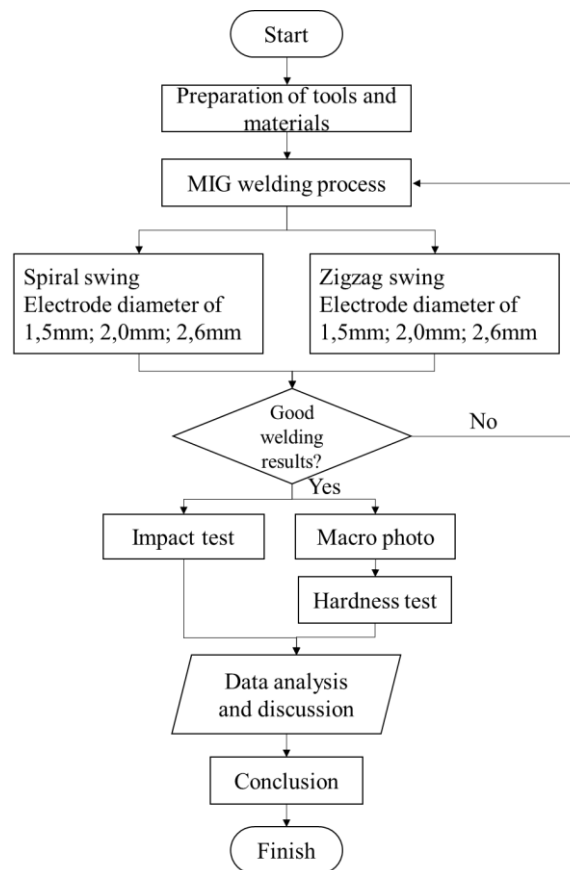 Start
Preparation of tools and
materials
MIG welding process
Spiral swing
Electrode diameter of
1,5mm; 2,0mm; 2,6mm
Zigzag swing
Electrode diameter of
1,5mm; 2,0mm; 2,6mm
Good
welding
results?
No
Yes
Impact test
Macro photo
Hardness test
Data analysis
and discussion
Conclusion
Finish